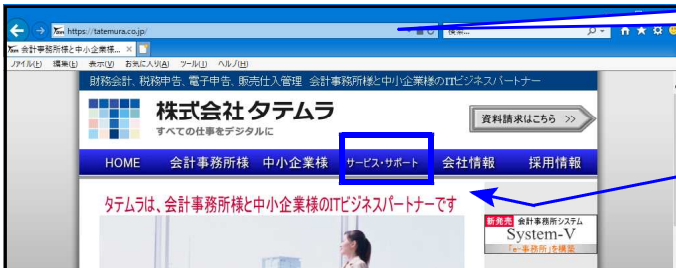 https://tatemura.co.jp/
検索...
会計事務所様と中小企業様...
ファイル(F) 編集(E) 表示(V) お気に入り(A) ツール(T) ヘルプ(H)
財務会計、税務申告、電子申告、販売仕入管理 会計事務所様と中小企業様のITビジネスパートナー
株式会社タテムラ
すべての仕事をデジタルに
資料請求はこちら >>
HOME 会計事務所様 中小企業様 サービス・サポート 会社情報 採用情報
タテムラは、会計事務所様と中小企業様のITビジネスパートナーです
新発売 会計事務所システム
System-V
「e-事務所」を構築